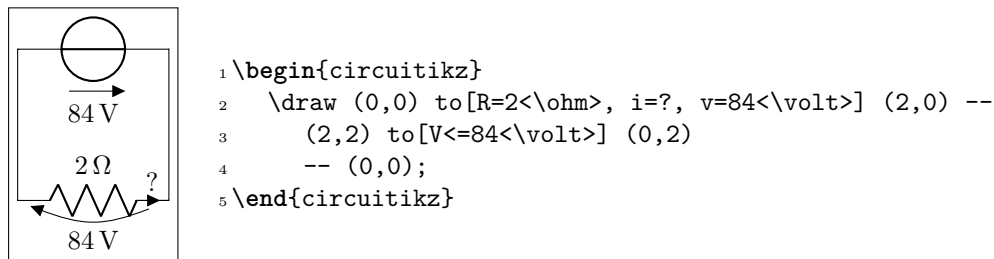 84 V
2 Ω
?
84 V
1 \begin{circuitikz}
2 \draw (0,0) to[R=2<\ohm>, i=?, v=84<\volt>] (2,0) --
3 (2,2) to[V<=84<\volt>] (0,2)
4 -- (0,0);
5 \end{circuitikz}